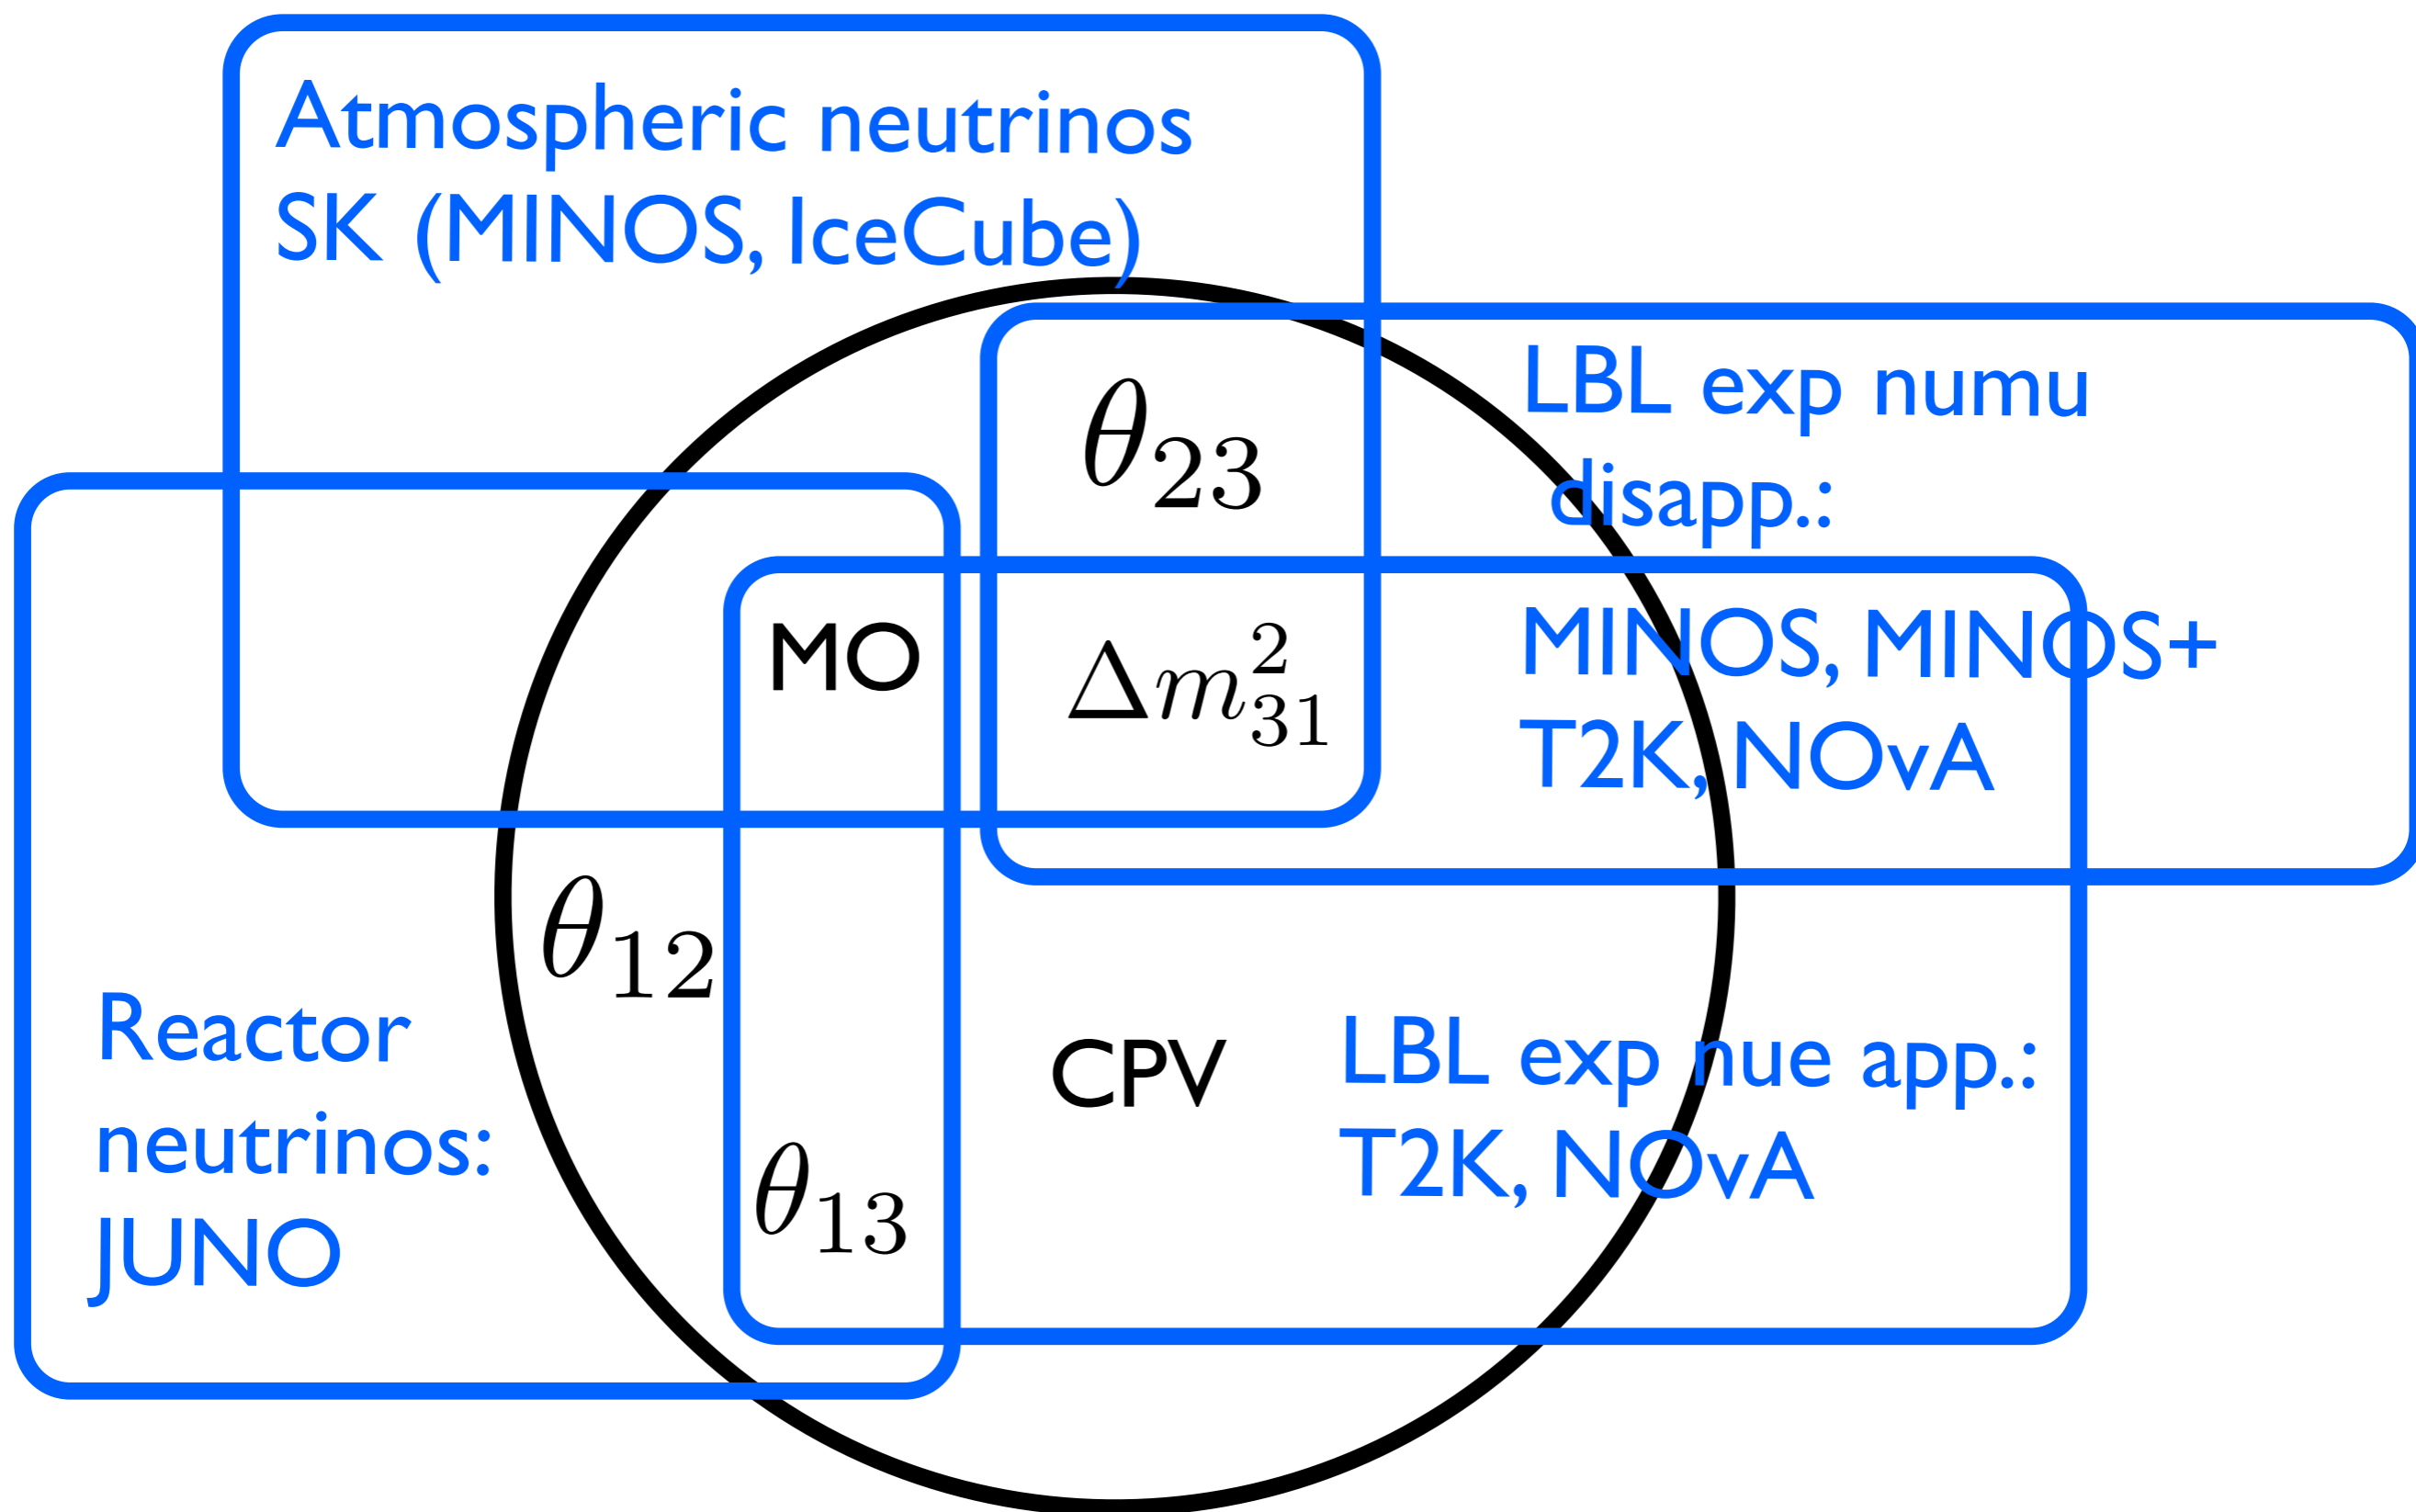 Atmospheric neutrinos
SK (MINOS, IceCube)
LBL exp numu
disapp.:
MINOS, MINOS+
T2K, NOvA
θ₂₃
MO
Δm²₃₁
θ₁₂
Reactor
neutrinos:
JUNO
CPV
θ₁₃
LBL exp nue app.:
T2K, NOvA